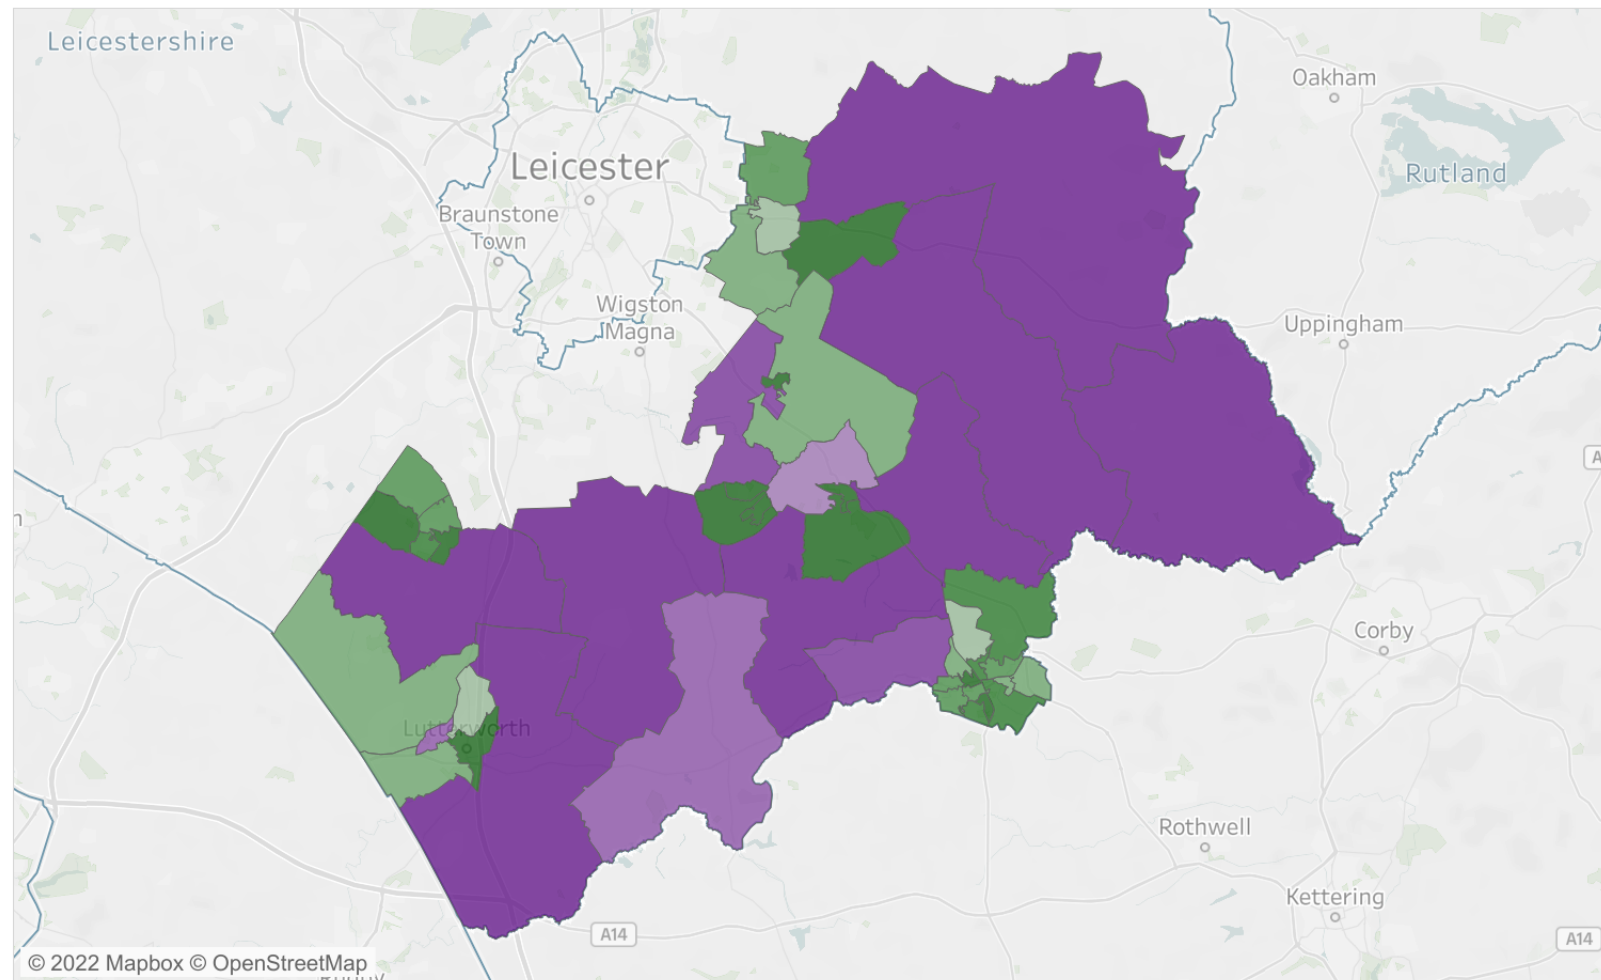 Leicestershire
Oakham
Leicester
Rutland
Braunstone
Town
Wigston
Magna
Uppingham
A
n
Corby
Lutterworth
Rothwell
Kettering
A14
A14
© 2022 Mapbox © OpenStreetMap